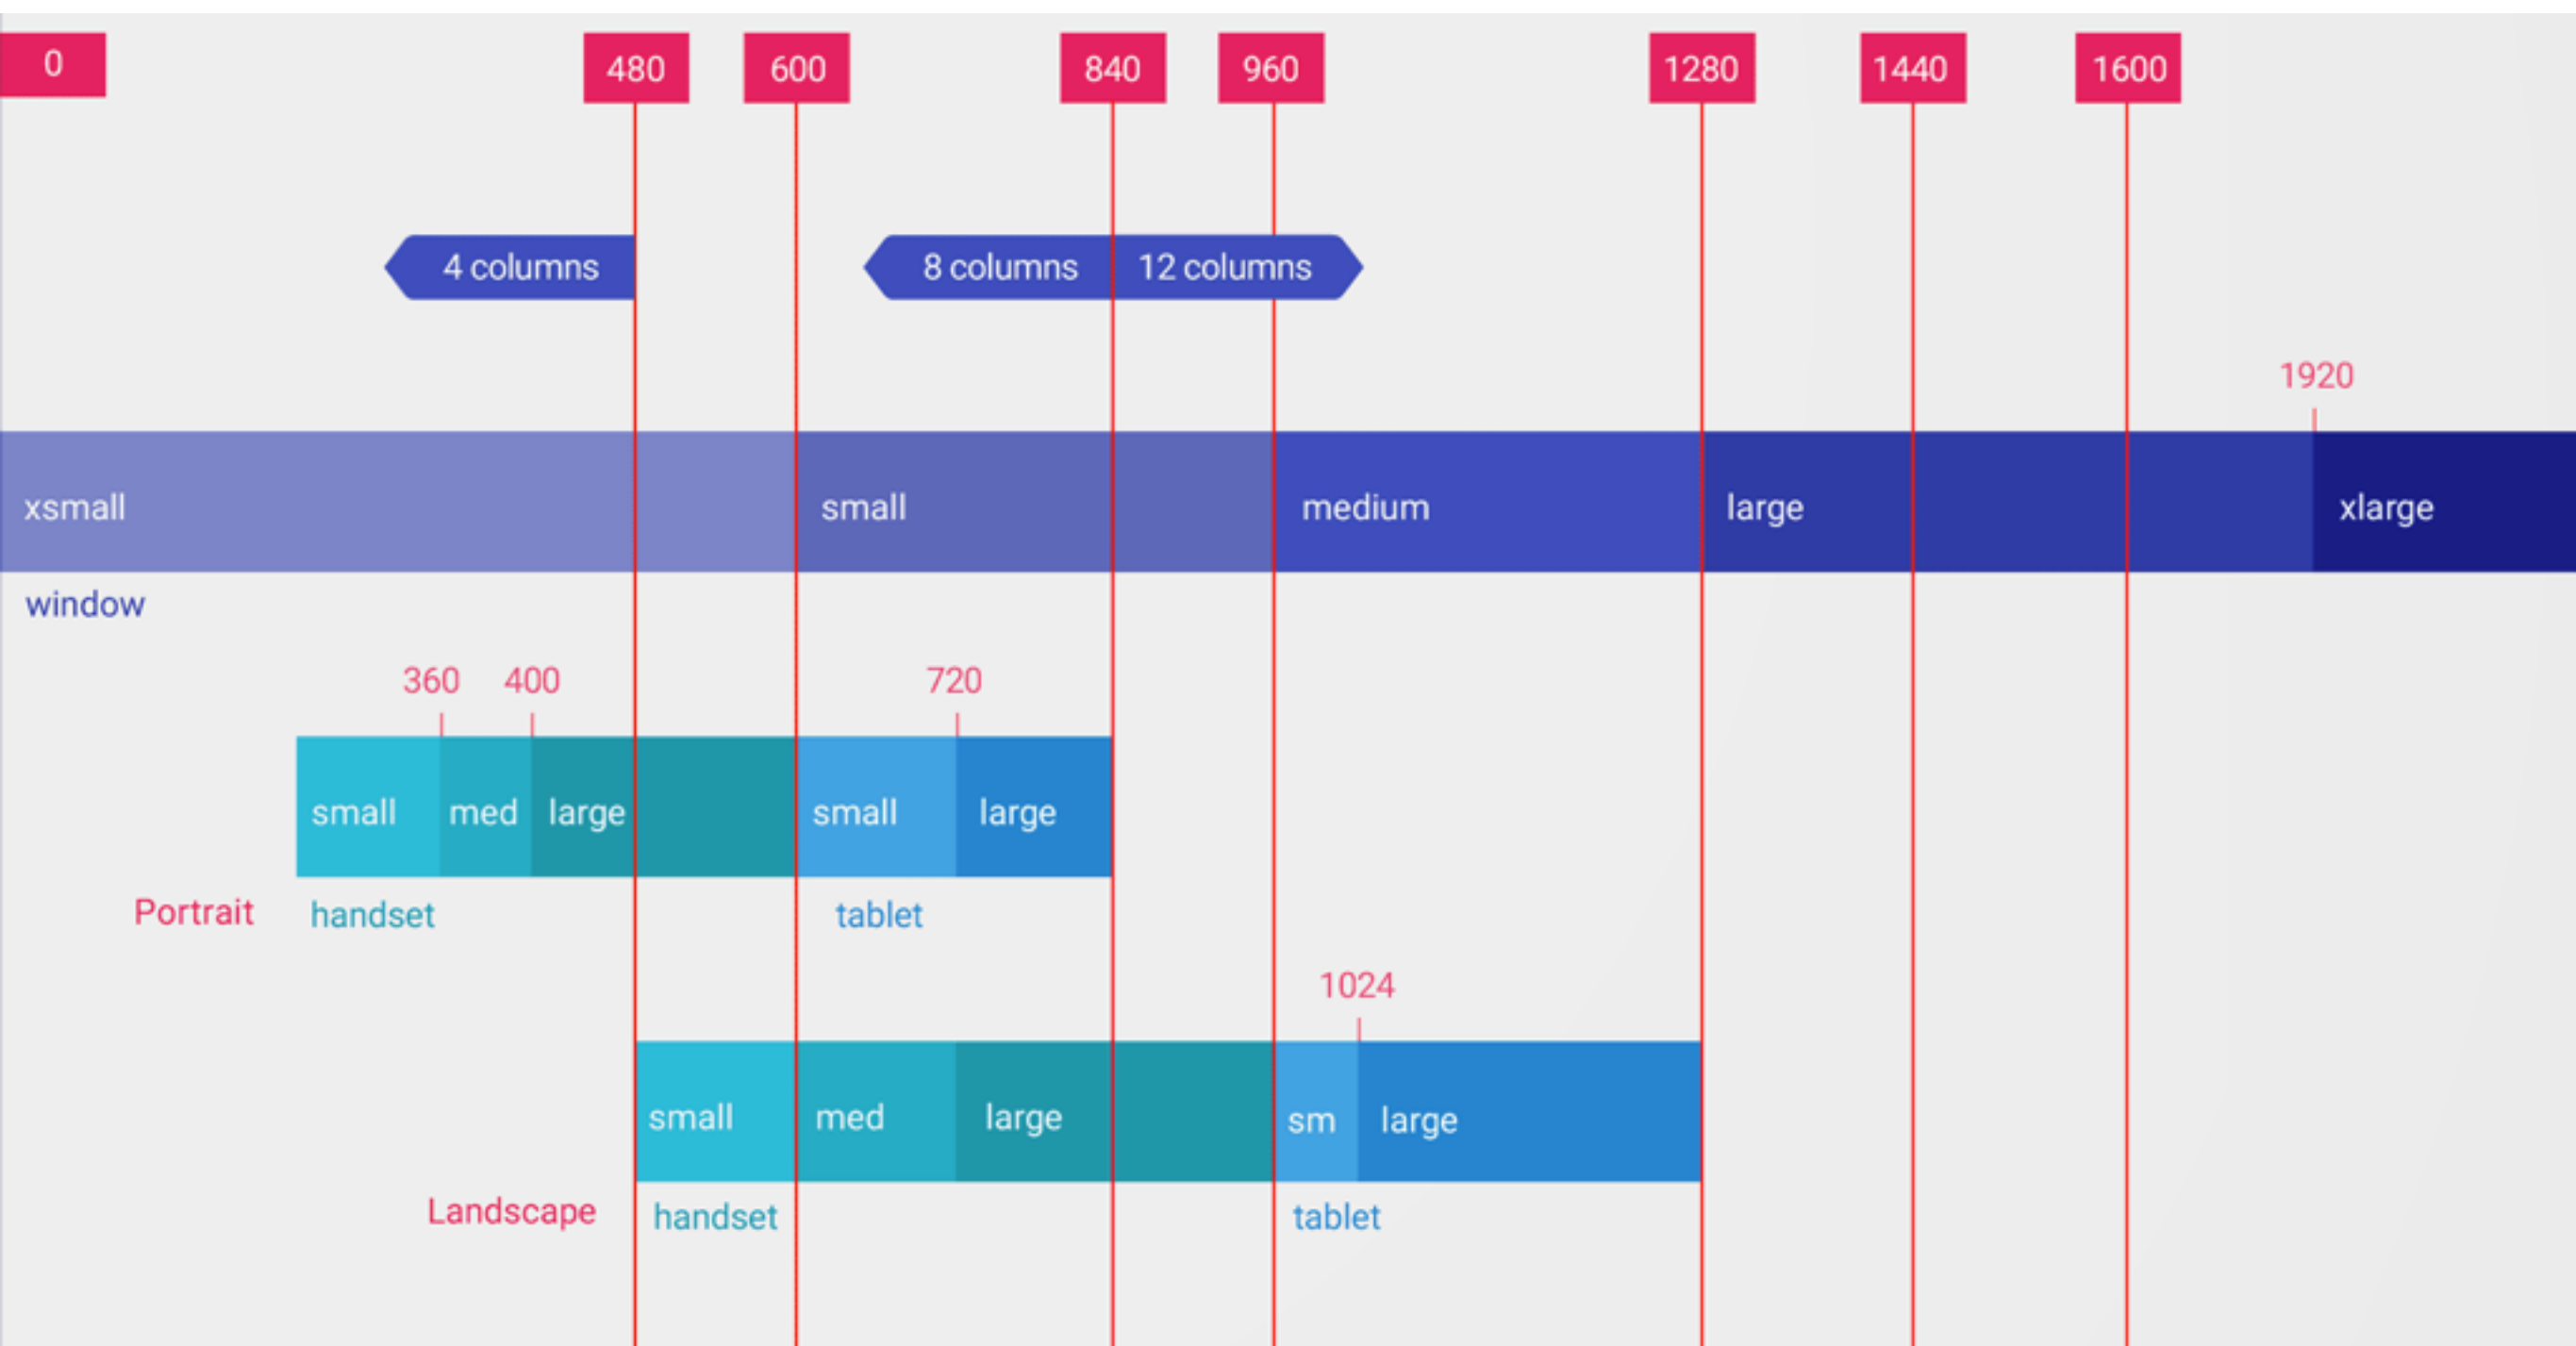 0 480 600 840 960 1280 1440 1600
4 columns 8 columns 12 columns
1920
xsmall small medium large xlarge
window
360 400 720
small med large small large
Portrait handset tablet
1024
small med large sm large
Landscape handset tablet